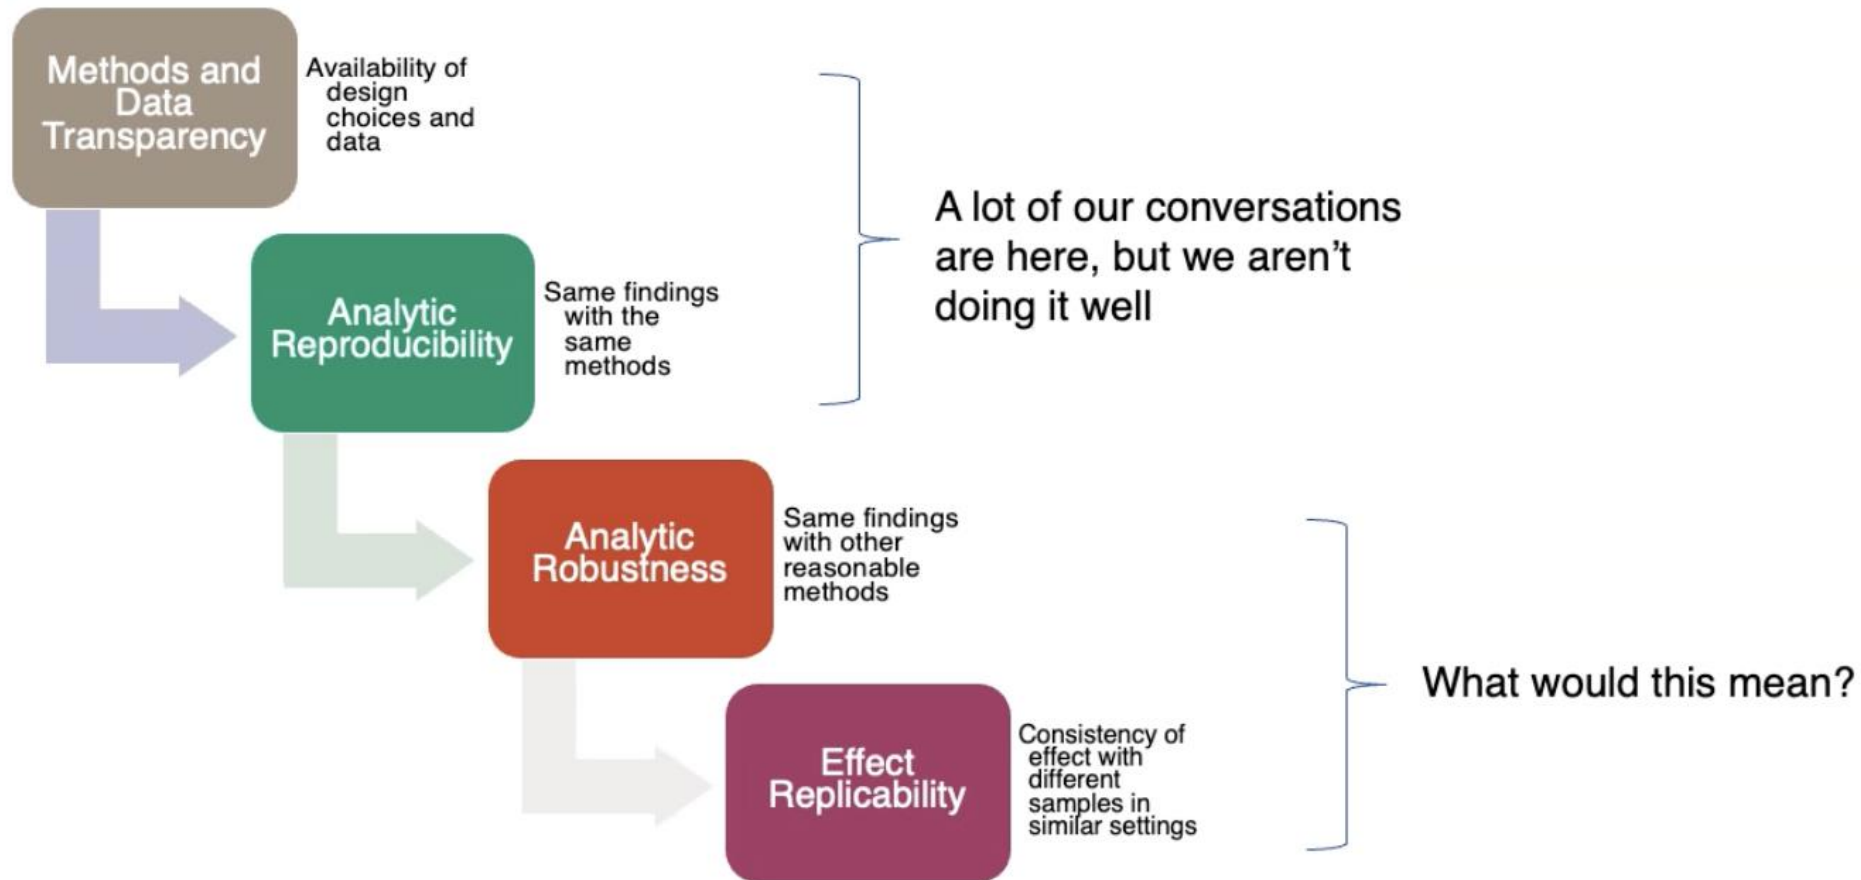 Methods and
Data
Transparency
Availability of
design
choices and
data
A lot of our conversations
are here, but we aren't
doing it well
Analytic
Reproducibility
Same findings
with the
same
methods
Analytic
Robustness
Same findings
with other
reasonable
methods
What would this mean?
Effect
Replicability
Consistency of
effect with
different
samples in
similar settings